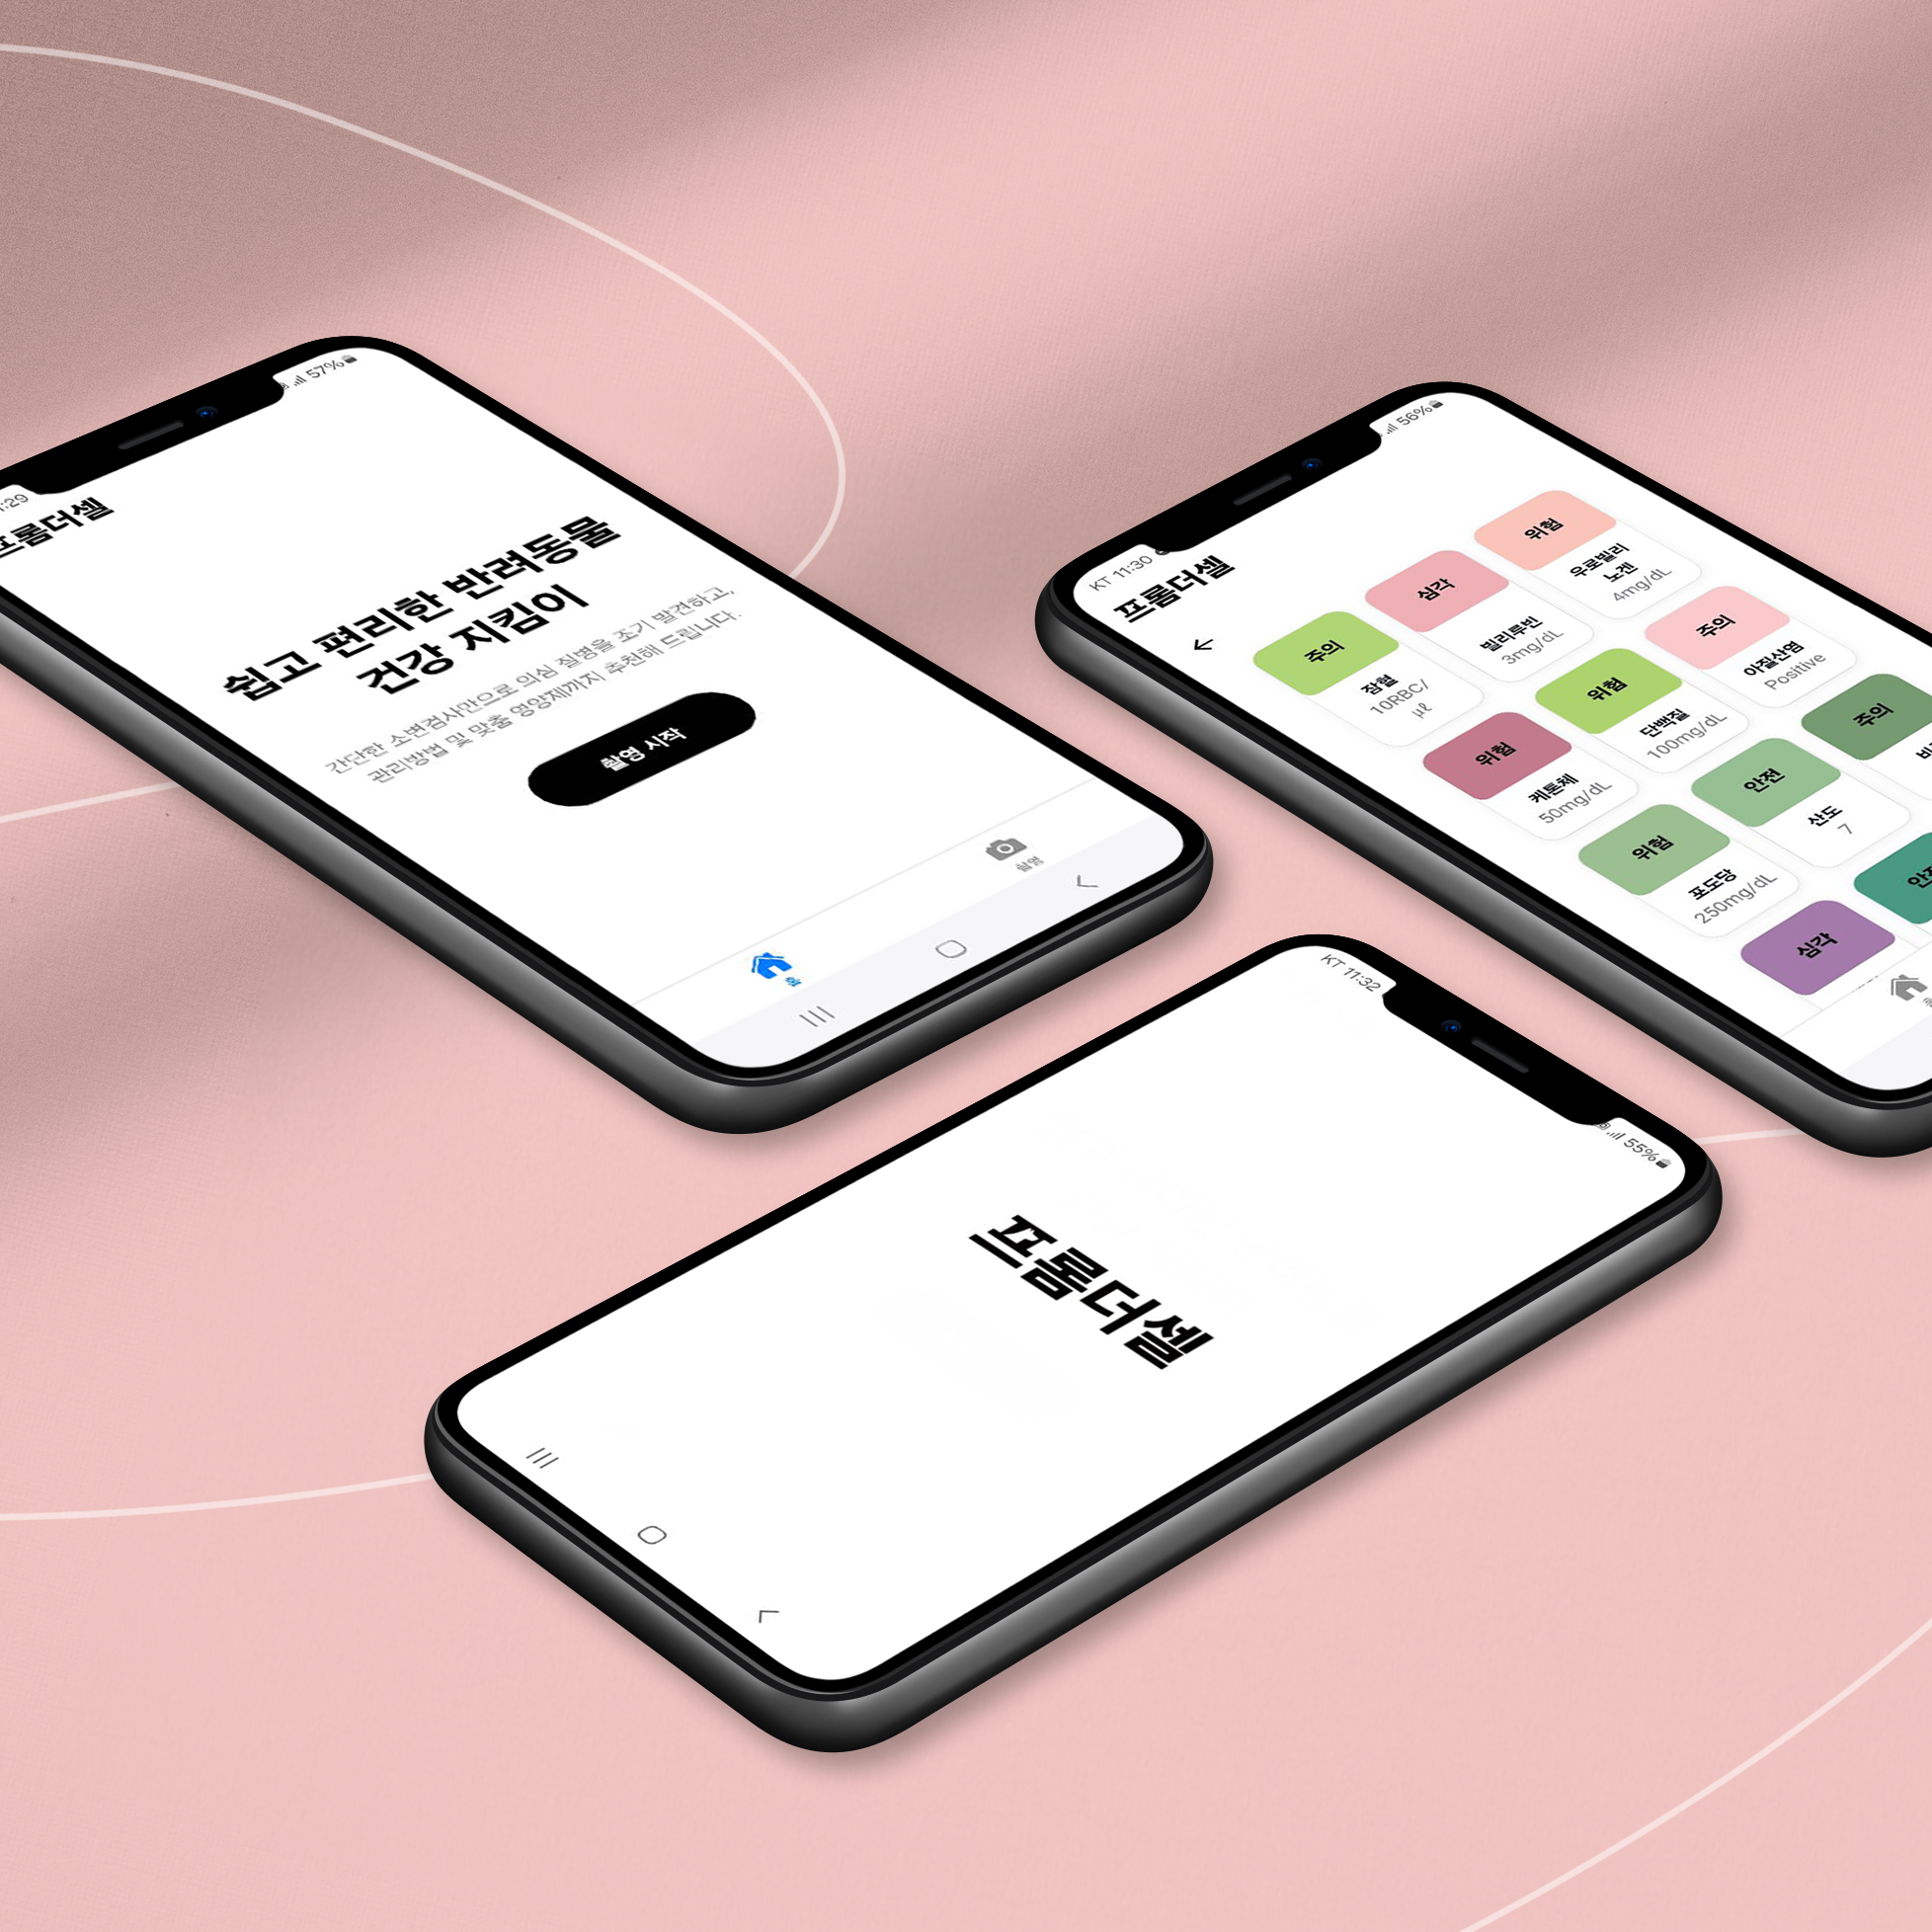 57%
:29
프롬더셀
쉽고 편리한 반려동물
건강 지킴이
간단한 소변검사만으로 의심 질병을 조기 발견하고,
관리방법 및 맞춤 영양제까지 추천해 드립니다.
촬영 시작
홈
촬영
KT 11:30
56%
프롬더셀
주의
잠혈
10RBC/
µℓ
심각
빌리루빈
3mg/dL
위험
우로빌리
노겐
4mg/dL
위험
케톤체
50mg/dL
위험
단백질
100mg/dL
주의
아질산염
Positive
위험
포도당
250mg/dL
안전
산도
7
주의
심각
KT 11:32
55%
프롬더셀